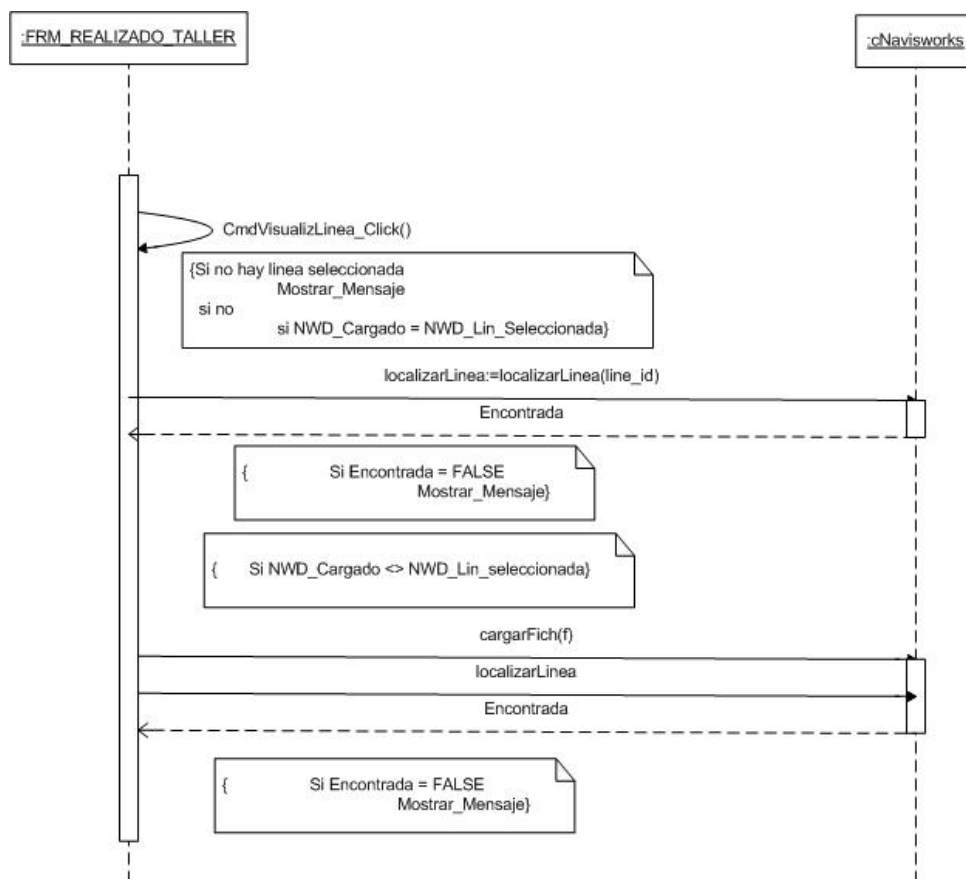 :FRM_REALIZADO_TALLER
:cNavisworks
CmdVisualizLinea_Click()
{Si no hay linea seleccionada
Mostrar_Mensaje
si no
si NWD_Cargado = NWD_Lin_Seleccionada}
localizarLinea:=localizarLinea(line_id)
Encontrada
{ Si Encontrada = FALSE
Mostrar_Mensaje}
{ Si NWD_Cargado <> NWD_Lin_seleccionada}
cargarFich(f)
localizarLinea
Encontrada
{ Si Encontrada = FALSE
Mostrar_Mensaje}